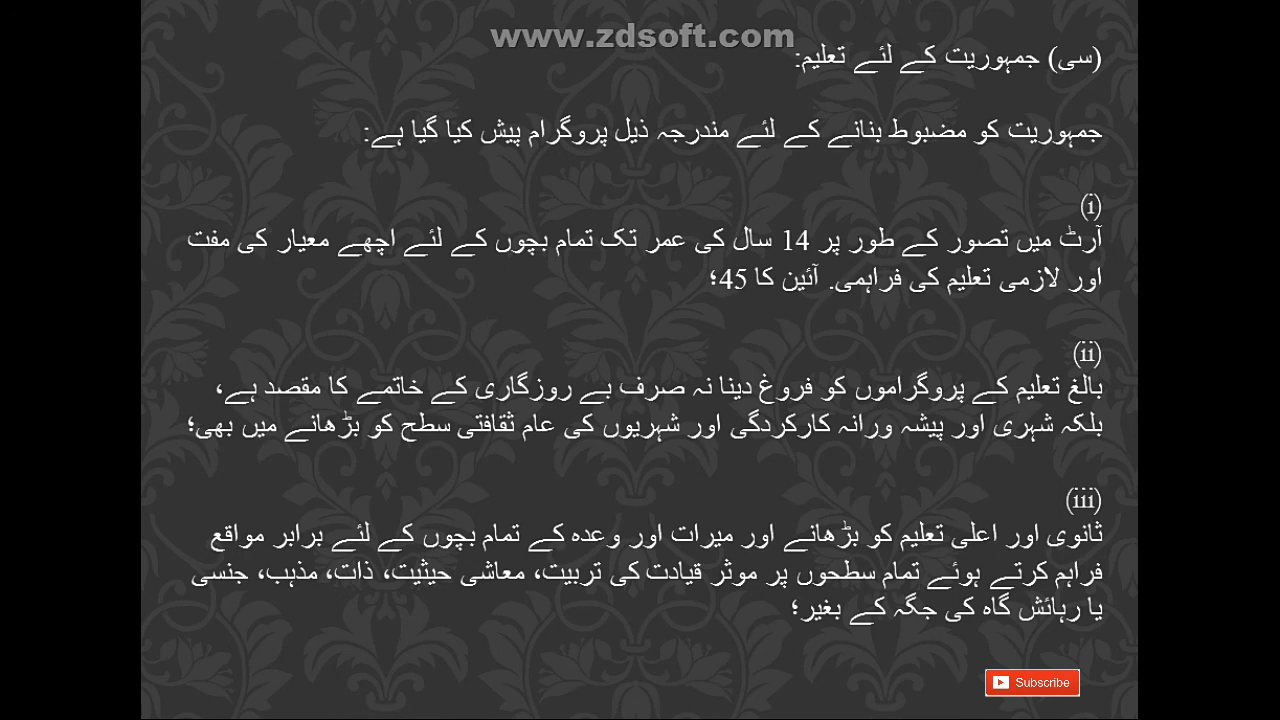 www.zdsoft.com
(سی) جمہوریت کے لئے تعلیم:
جمہوریت کو مضبوط بنانے کے لئے مندرجہ ذیل پروگرام پیش کیا گیا ہے:
(i)
آرٹ میں تصور کے طور پر 14 سال کی عمر تک تمام بچوں کے لئے اچھے معیار کی مفت
اور لازمی تعلیم کی فراہمی. آئین کا 45؛
(ii)
بالغ تعلیم کے پروگراموں کو فروغ دینا نہ صرف بے روزگاری کے خاتمے کا مقصد ہے،
بلکہ شہری اور پیشہ ورانہ کارکردگی اور شہریوں کی عام ثقافتی سطح کو بڑھانے میں بھی؛
(iii)
ثانوی اور اعلی تعلیم کو بڑھانے اور میرات اور وعدہ کے تمام بچوں کے لئے برابر مواقع
فراہم کرتے ہوئے تمام سطحوں پر موثر قیادت کی تربیت، معاشی حیثیت، ذات، مذہب، جنسی
یا رہائش گاہ کی جگہ کے بغیر؛
Subscribe